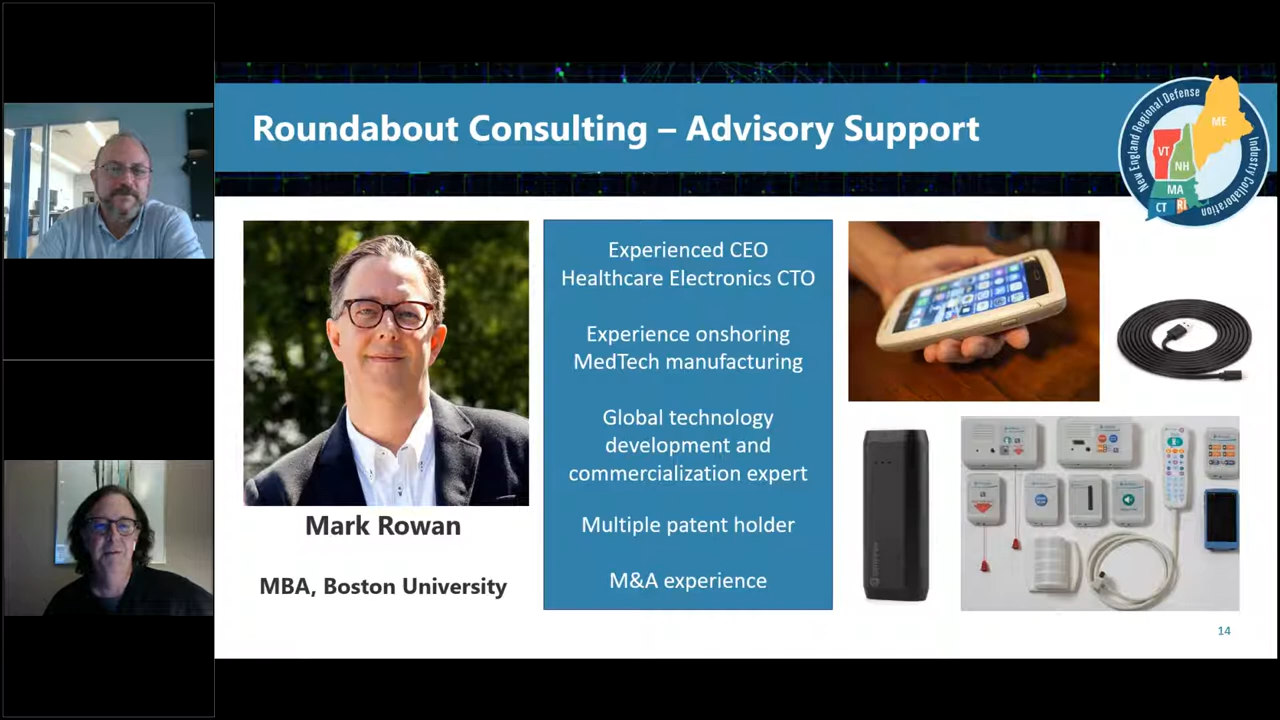 Roundabout Consulting – Advisory Support
New England Regional Defense
Industry Collaboration
ME
VT
NH
MA
CT
RI
Experienced CEO
Healthcare Electronics CTO
Experience onshoring
MedTech manufacturing
Global technology
development and
commercialization expert
Multiple patent holder
M&A experience
Mark Rowan
MBA, Boston University
14